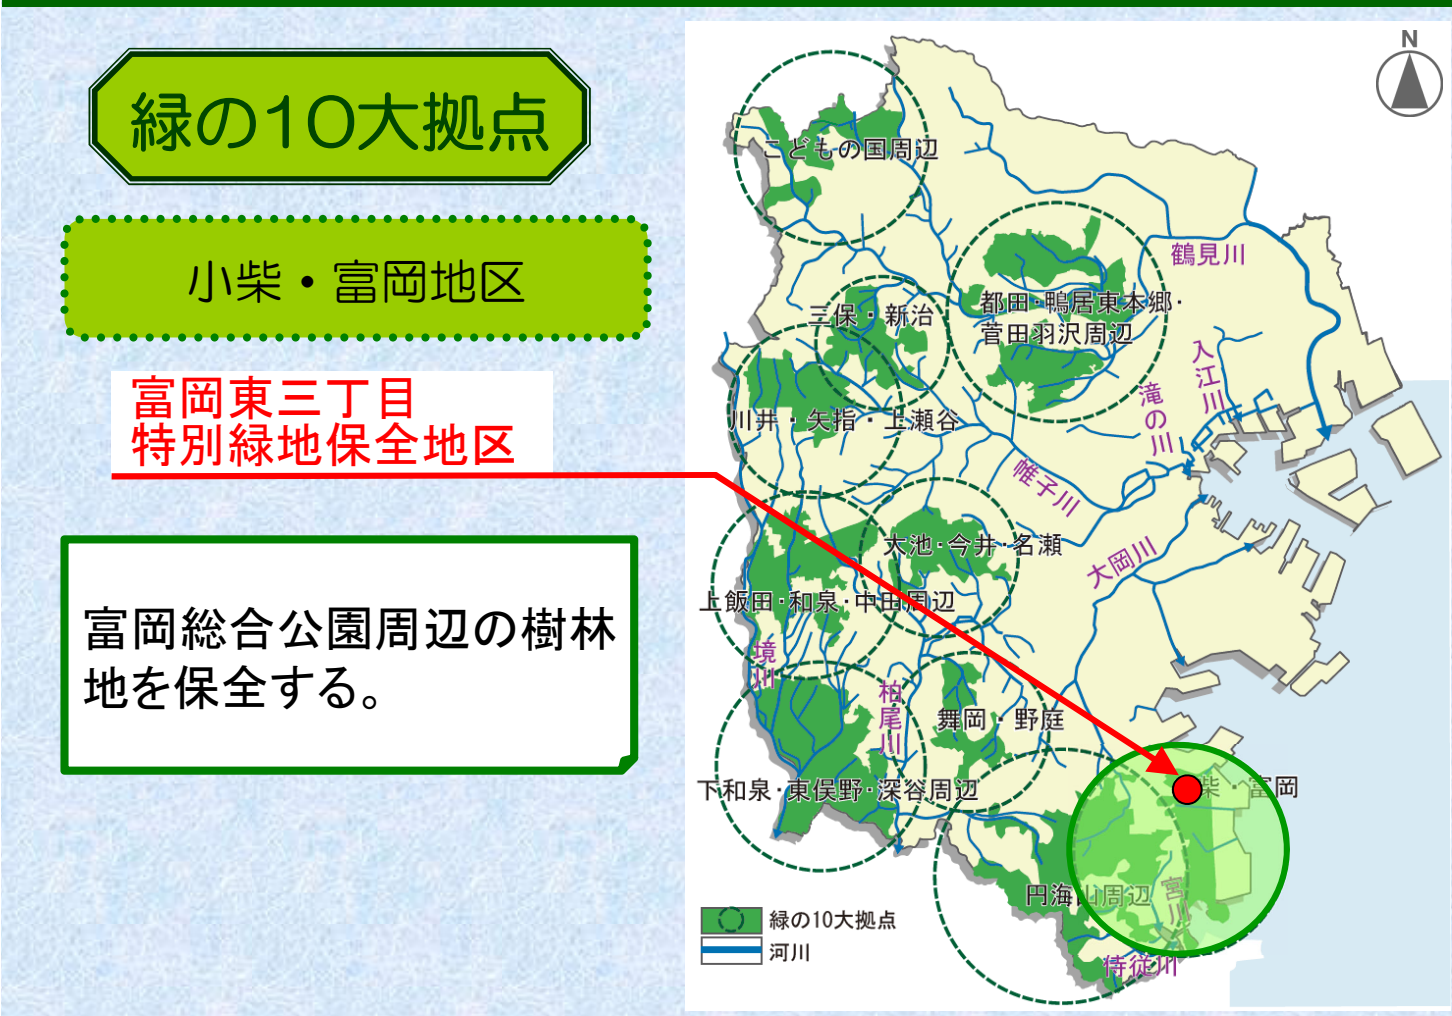 緑の10大拠点
小柴・富岡地区
富岡東三丁目
特別緑地保全地区
富岡総合公園周辺の樹林
地を保全する。
N
こどもの国周辺
鶴見川
三保・新治
都田・鴨居東本郷・
菅田羽沢周辺
入江川
滝の川
川井・矢指・上瀬谷
帷子川
大池・今井・名瀬
大岡川
上飯田・和泉・中田周辺
境川
柏尾川
舞岡・野庭
下和泉・東俣野・深谷周辺
柴・富岡
円海山周辺
宮川
侍従川
緑の10大拠点
河川